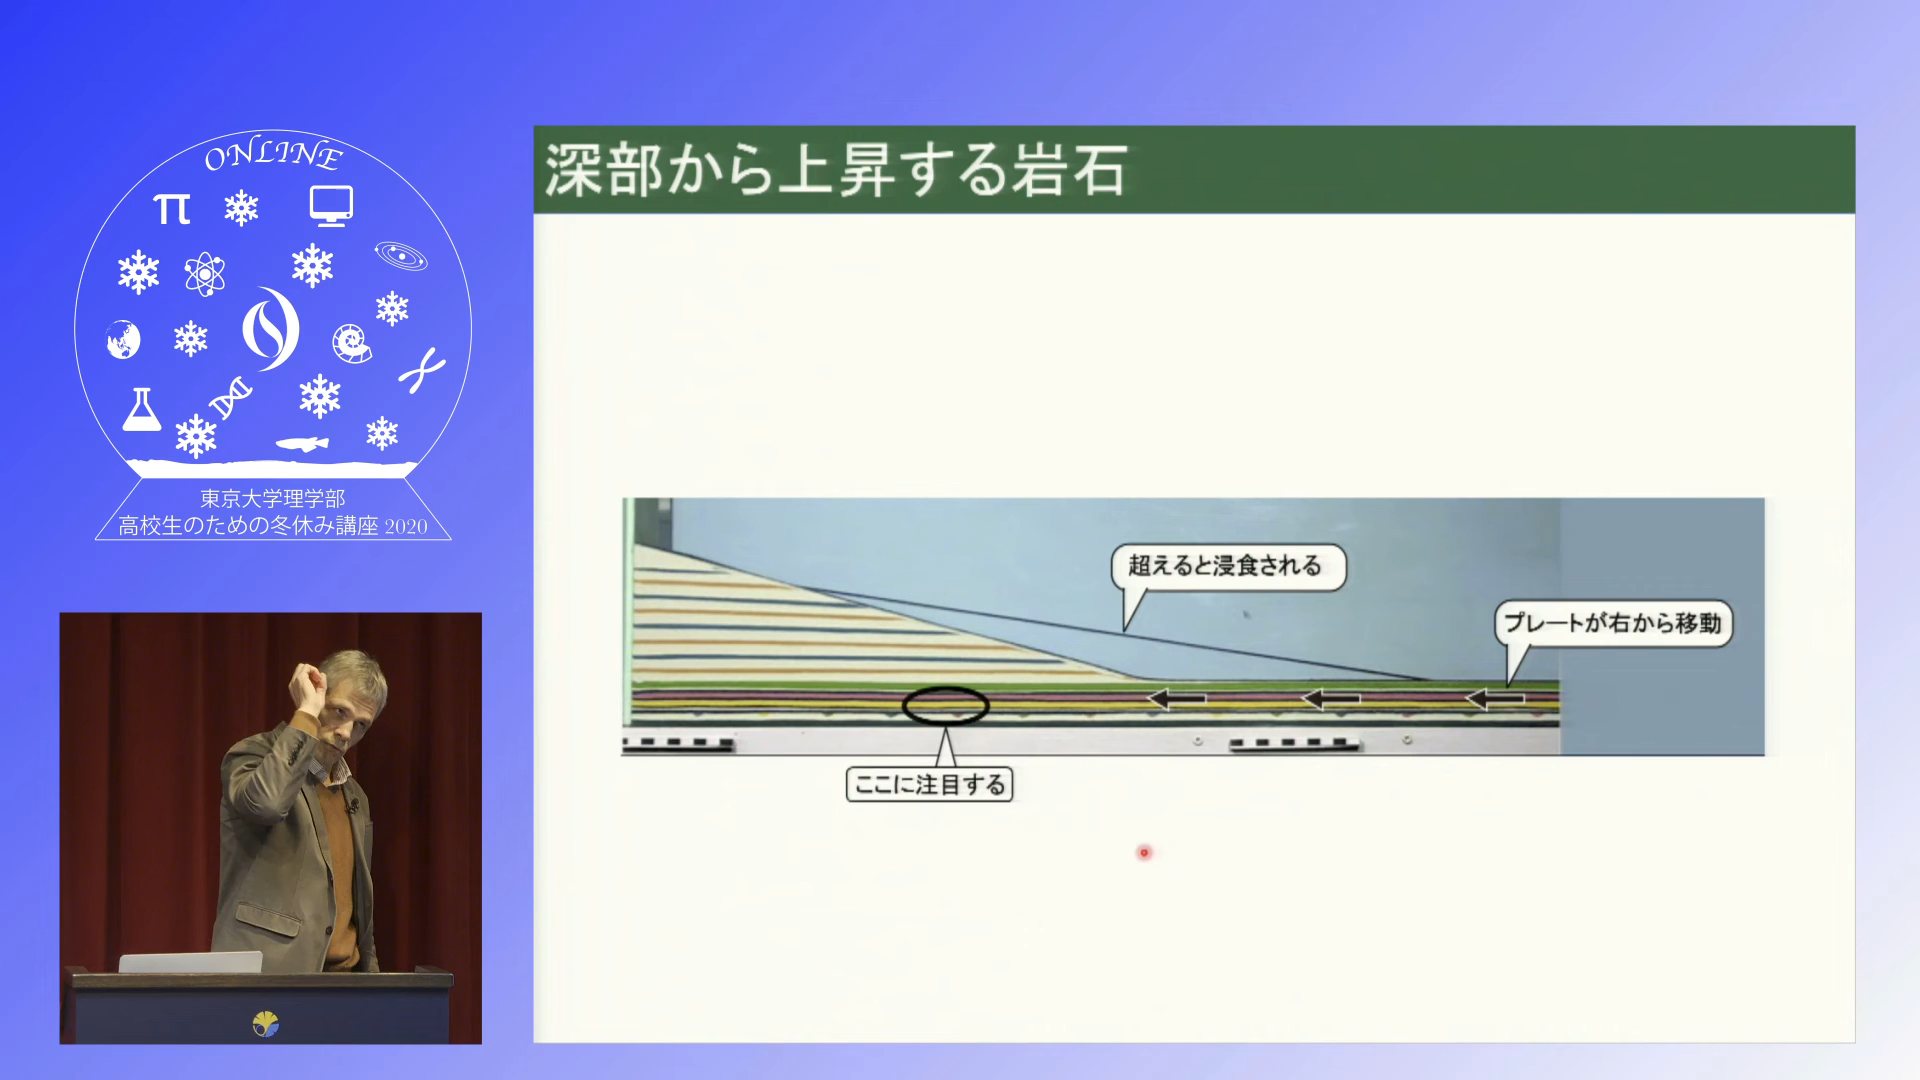 ONLINE
π
東京大学理学部
高校生のための冬休み講座 2020
深部から上昇する岩石
超えると浸食される
プレートが右から移動
ここに注目する